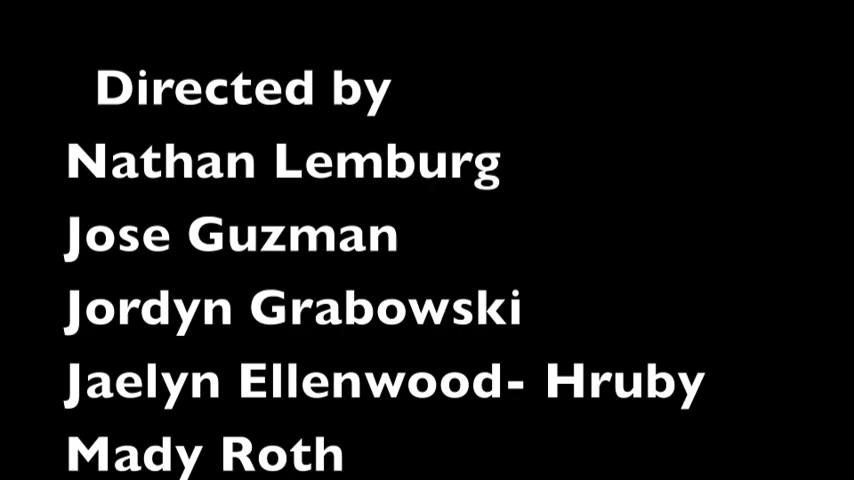 Directed by
Nathan Lemburg
Jose Guzman
Jordyn Grabowski
Jaelyn Ellenwood- Hruby
Mady Roth